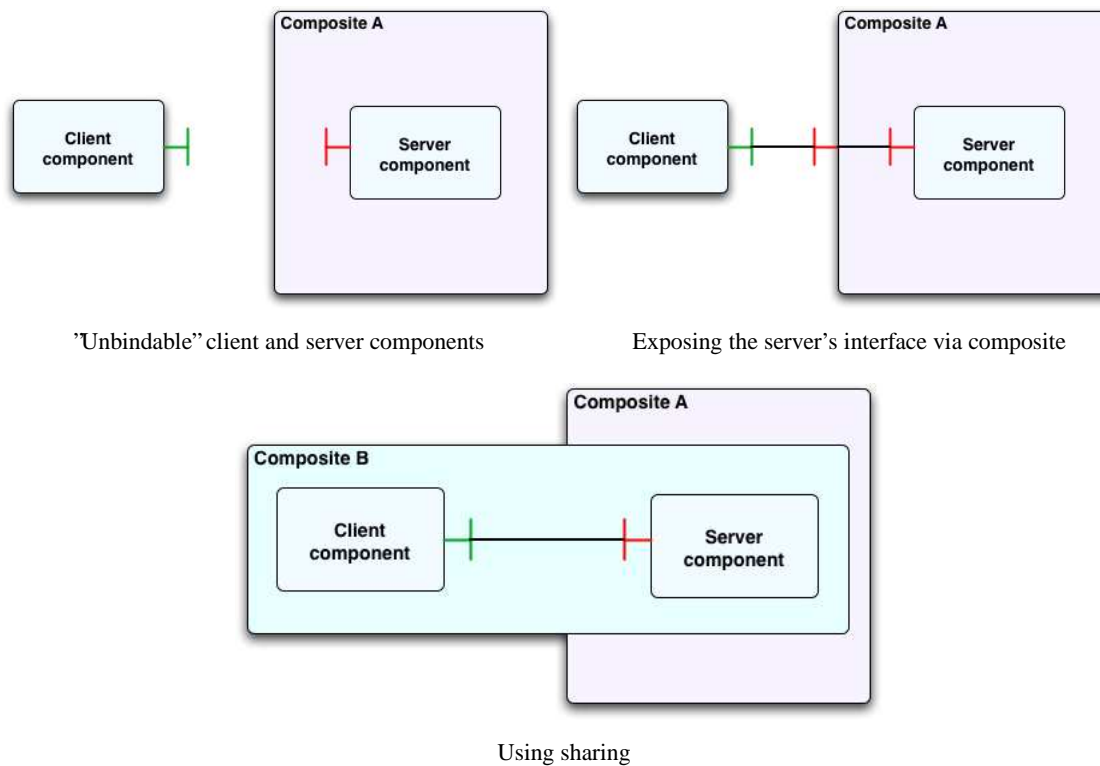 Composite A
Client
component
Server
component
Composite A
Client
component
Server
component
”Unbindable” client and server components
Exposing the server’s interface via composite
Composite A
Composite B
Client
component
Server
component
Using sharing